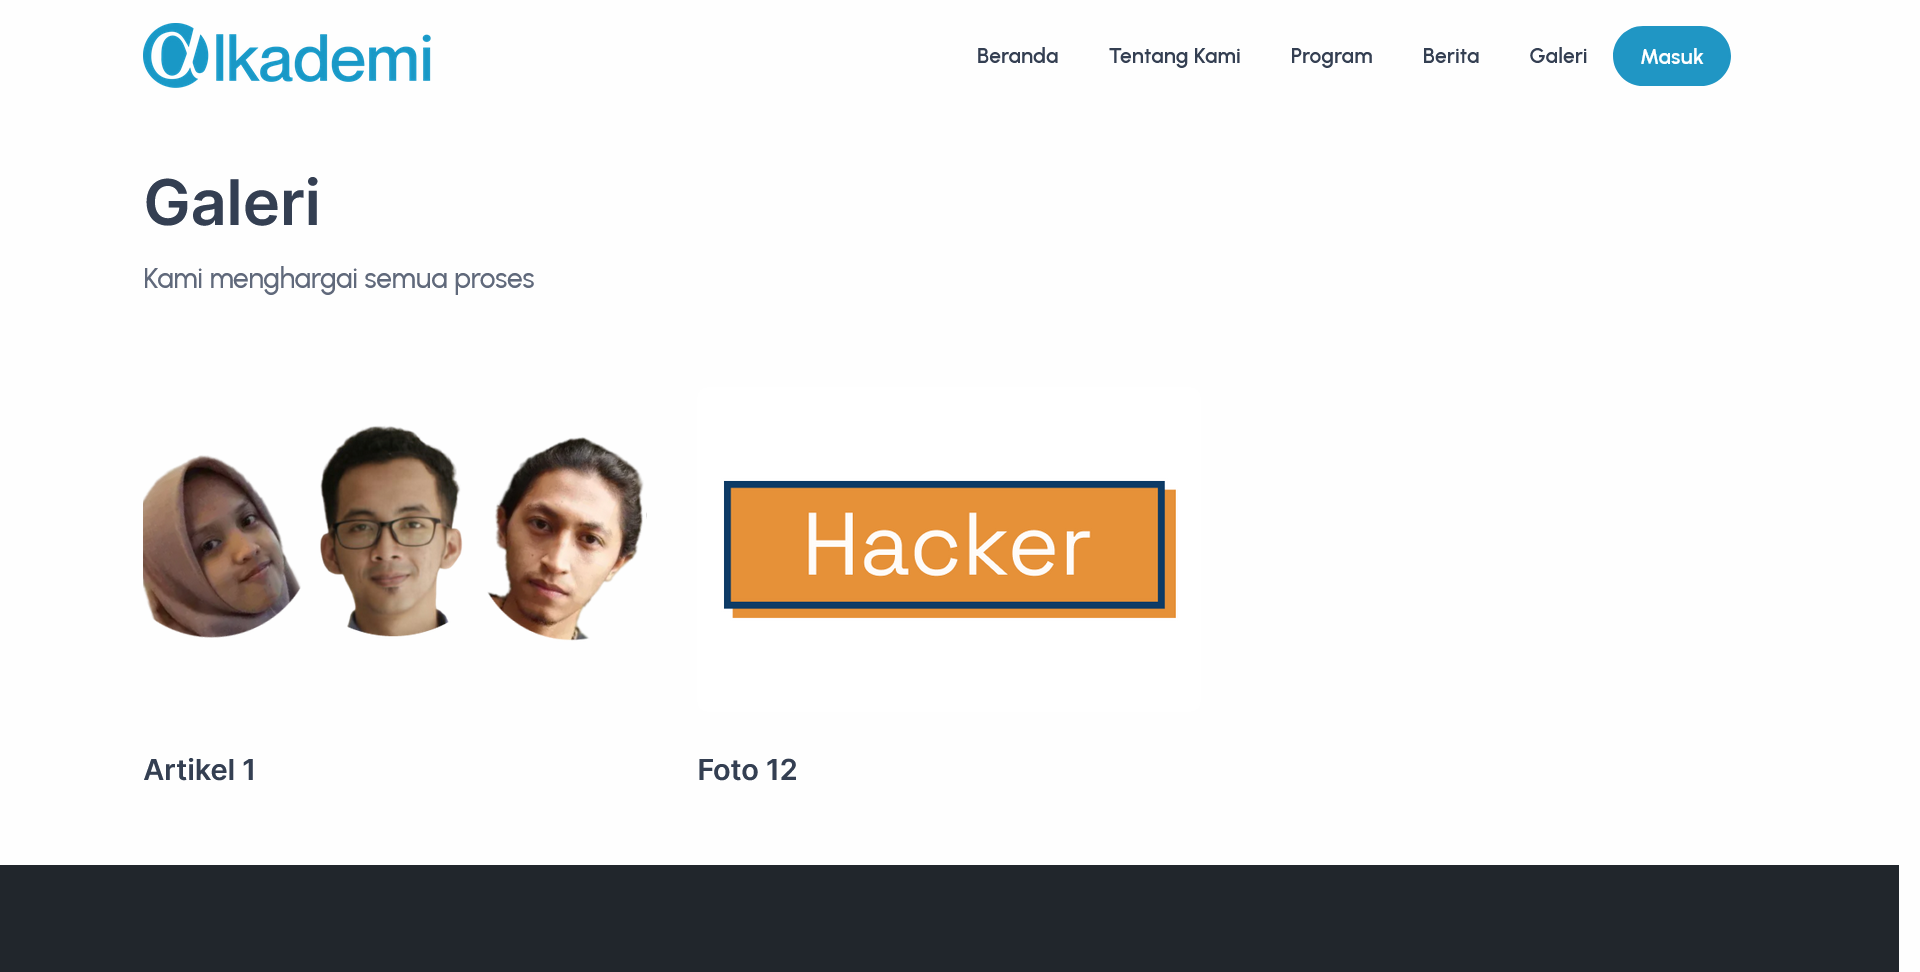 @lkademi
Beranda Tentang Kami Program Berita Galeri Masuk
Galeri
Kami menghargai semua proses
Hacker
Artikel 1 Foto 12